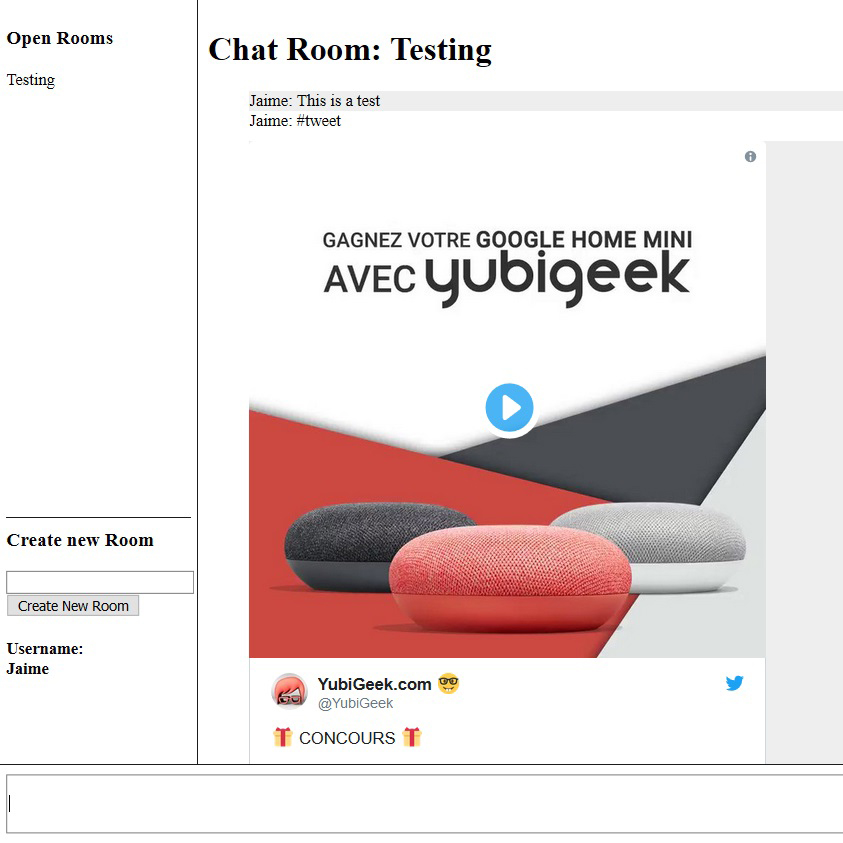 Open Rooms
Testing
Create new Room
Create New Room
Username:
Jaime
Chat Room: Testing
Jaime: This is a test
Jaime: #tweet
GAGNEZ VOTRE GOOGLE HOME MINI
AVEC yubigeek
YubiGeek.com 🤓
@YubiGeek
🎁 CONCOURS 🎁